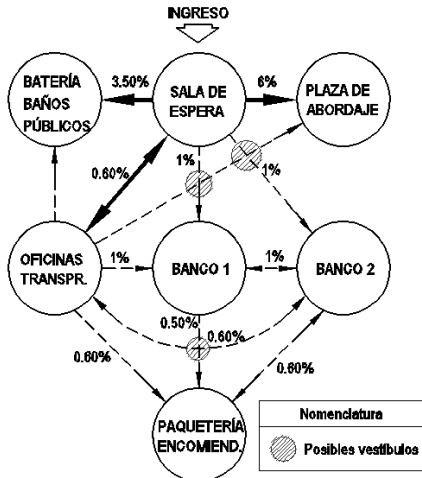 INGRESO
BATERÍA
BAÑOS
PÚBLICOS
3.50%
SALA DE
ESPERA
6%
PLAZA DE
ABORDAJE
0.60%
1%
1%
OFICINAS
TRANSPR.
1%
BANCO 1
1%
BANCO 2
0.50%
0.60%
0.60%
0.60%
PAQUETERÍA
ENCOMIEND.
Nomenclatura
Posibles vestíbulos